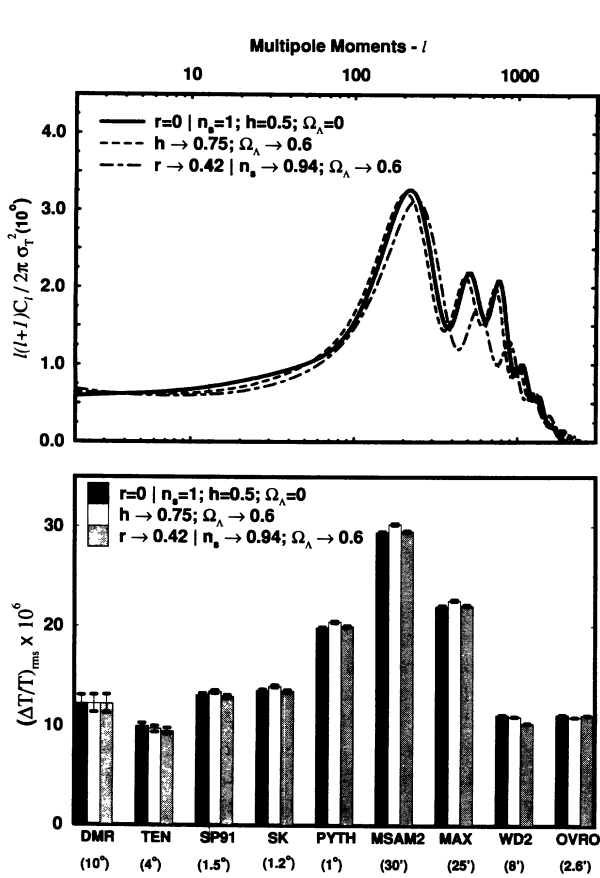 Multipole Moments - l
10 100 1000
4.0
3.0
2.0
1.0
0.0
l(l+1)C_l / 2π σ_T^2(10°)
r=0 | n_s=1; h=0.5; Ω_Λ=0
h → 0.75; Ω_Λ → 0.6
r → 0.42 | n_s → 0.94; Ω_Λ → 0.6
30
20
10
0
(ΔT/T)_rms x 10^6
r=0 | n_s=1; h=0.5; Ω_Λ=0
h → 0.75; Ω_Λ → 0.6
r → 0.42 | n_s → 0.94; Ω_Λ → 0.6
DMR TEN SP91 SK PYTH MSAM2 MAX WD2 OVRO
(10°) (4°) (1.5°) (1.2°) (1°) (30') (25') (8') (2.6')